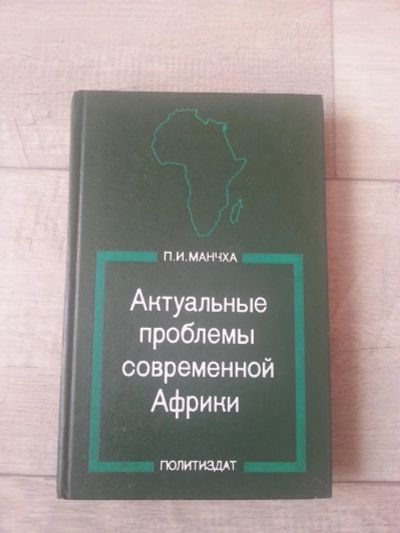 П.И.МАНЧХА
Актуальные
проблемы
современной
Африки
ПОЛИТИЗДАТ